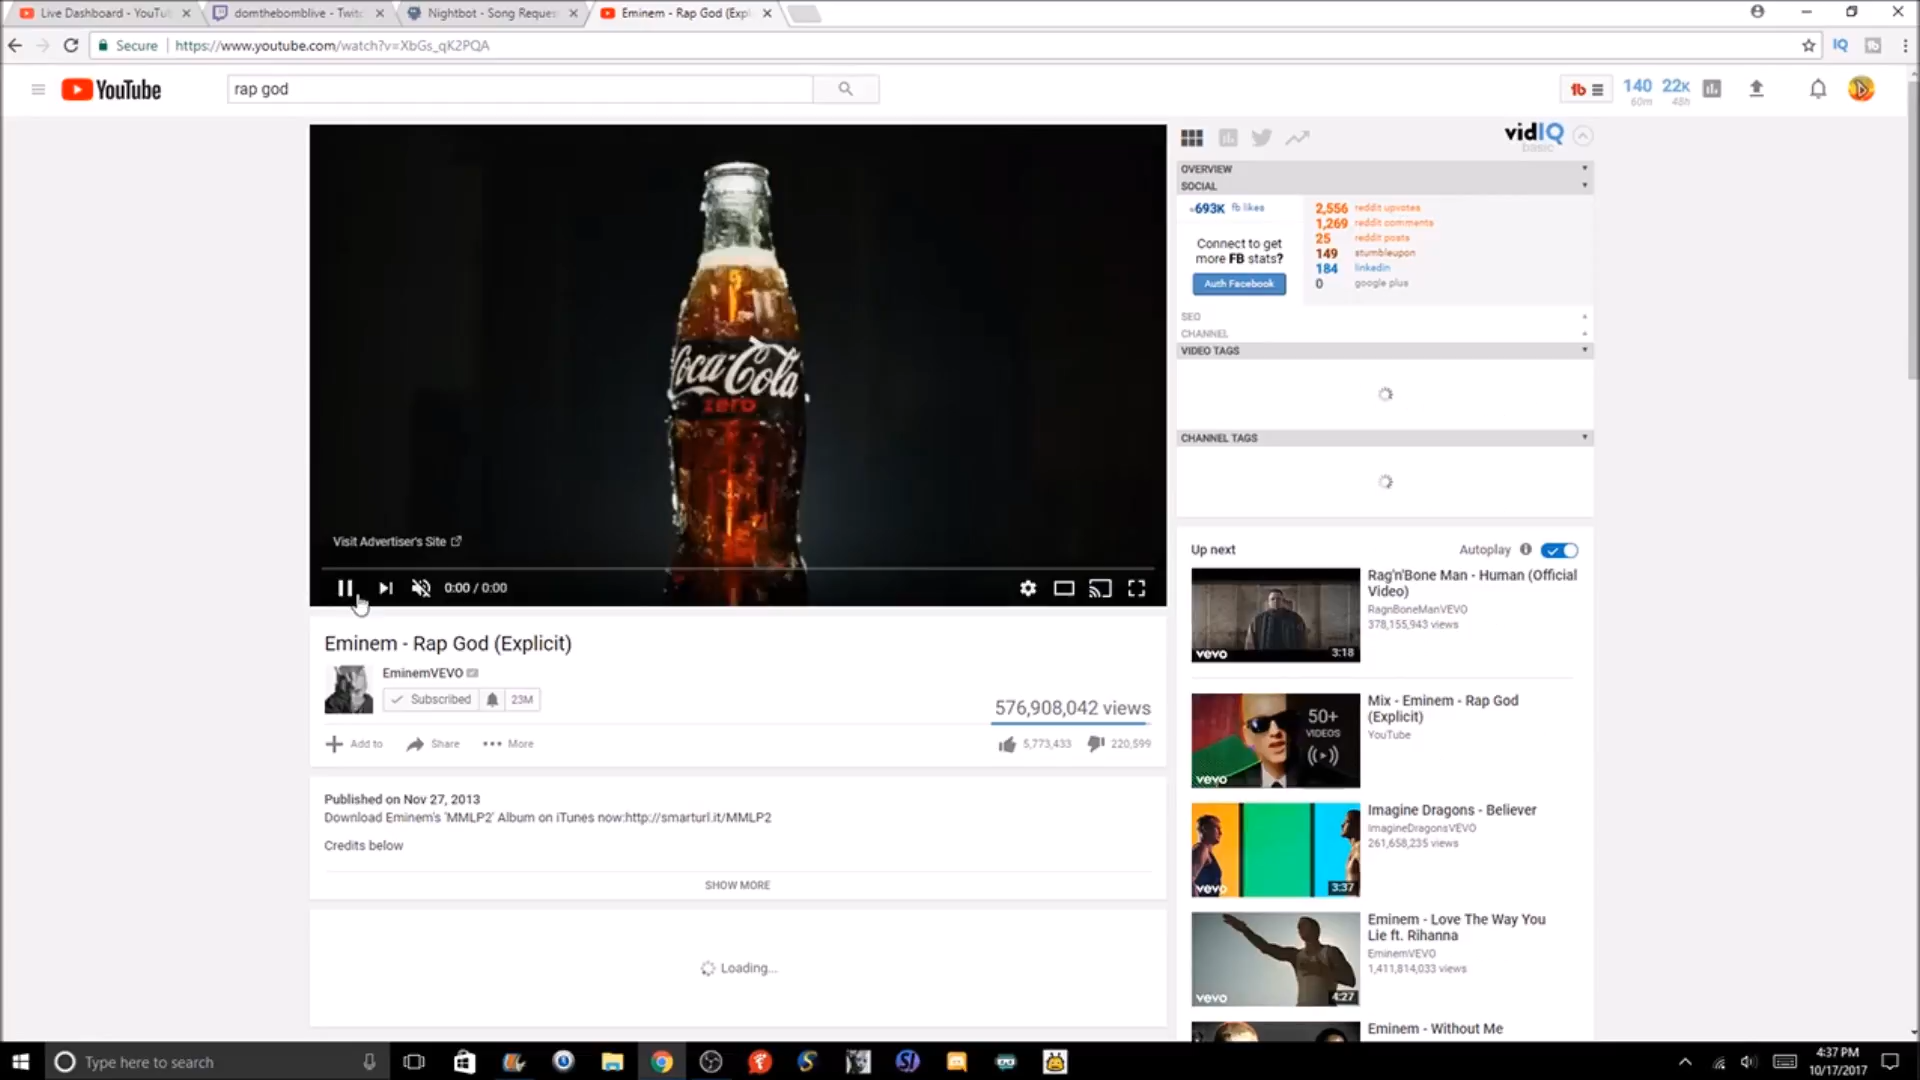 Live Dashboard - YouTu
domthebomblive - Twitc
Nightbot - Song Reques
Eminem - Rap God (Expl
Secure
https://www.youtube.com/watch?v=XbGs_qK2PQA
IQ
YouTube
rap god
140
60m
22K
48h
vidIQ
basic
OVERVIEW
SOCIAL
693K fb likes
Connect to get
more FB stats?
Auth Facebook
2,556 reddit upvotes
1,269 reddit comments
25 reddit posts
149 stumbleupon
184 linkedin
0 google plus
SEO
CHANNEL
VIDEO TAGS
CHANNEL TAGS
Coca-Cola
zero
Visit Advertiser's Site
0:00 / 0:00
Eminem - Rap God (Explicit)
EminemVEVO
Subscribed 23M
576,908,042 views
Add to Share More
5,773,433 220,599
Published on Nov 27, 2013
Download Eminem's 'MMLP2' Album on iTunes now:http://smarturl.it/MMLP2
Credits below
SHOW MORE
Loading...
Up next
Autoplay
Rag'n'Bone Man - Human (Official
Video)
RagnBoneManVEVO
378,155,943 views
vevo
3:18
Mix - Eminem - Rap God
(Explicit)
YouTube
50+
VIDEOS
vevo
Imagine Dragons - Believer
ImagineDragonsVEVO
261,658,235 views
vevo
3:37
Eminem - Love The Way You
Lie ft. Rihanna
EminemVEVO
1,411,814,033 views
vevo
4:27
Eminem - Without Me
Type here to search
4:37 PM
10/17/2017